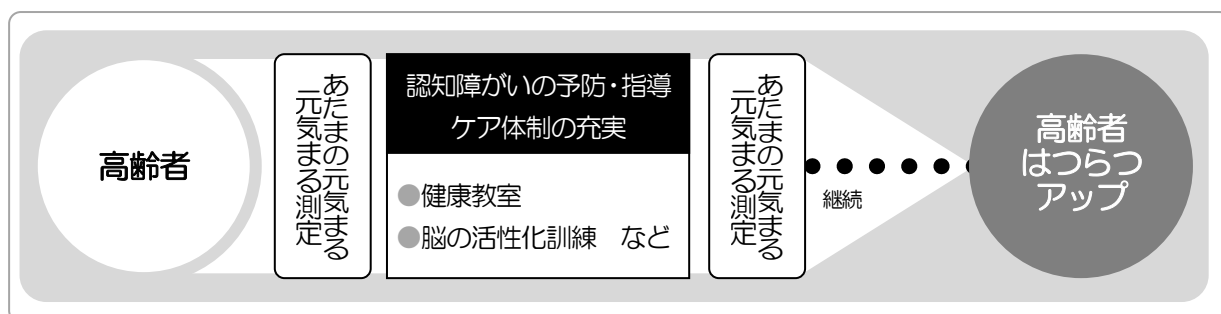 高齢者
あたまの元気まる
元気まる測定
認知障がいの予防・指導
ケア体制の充実
●健康教室
●脳の活性化訓練　など
あたまの元気まる
元気まる測定
継続
高齢者
はつらつ
アップ